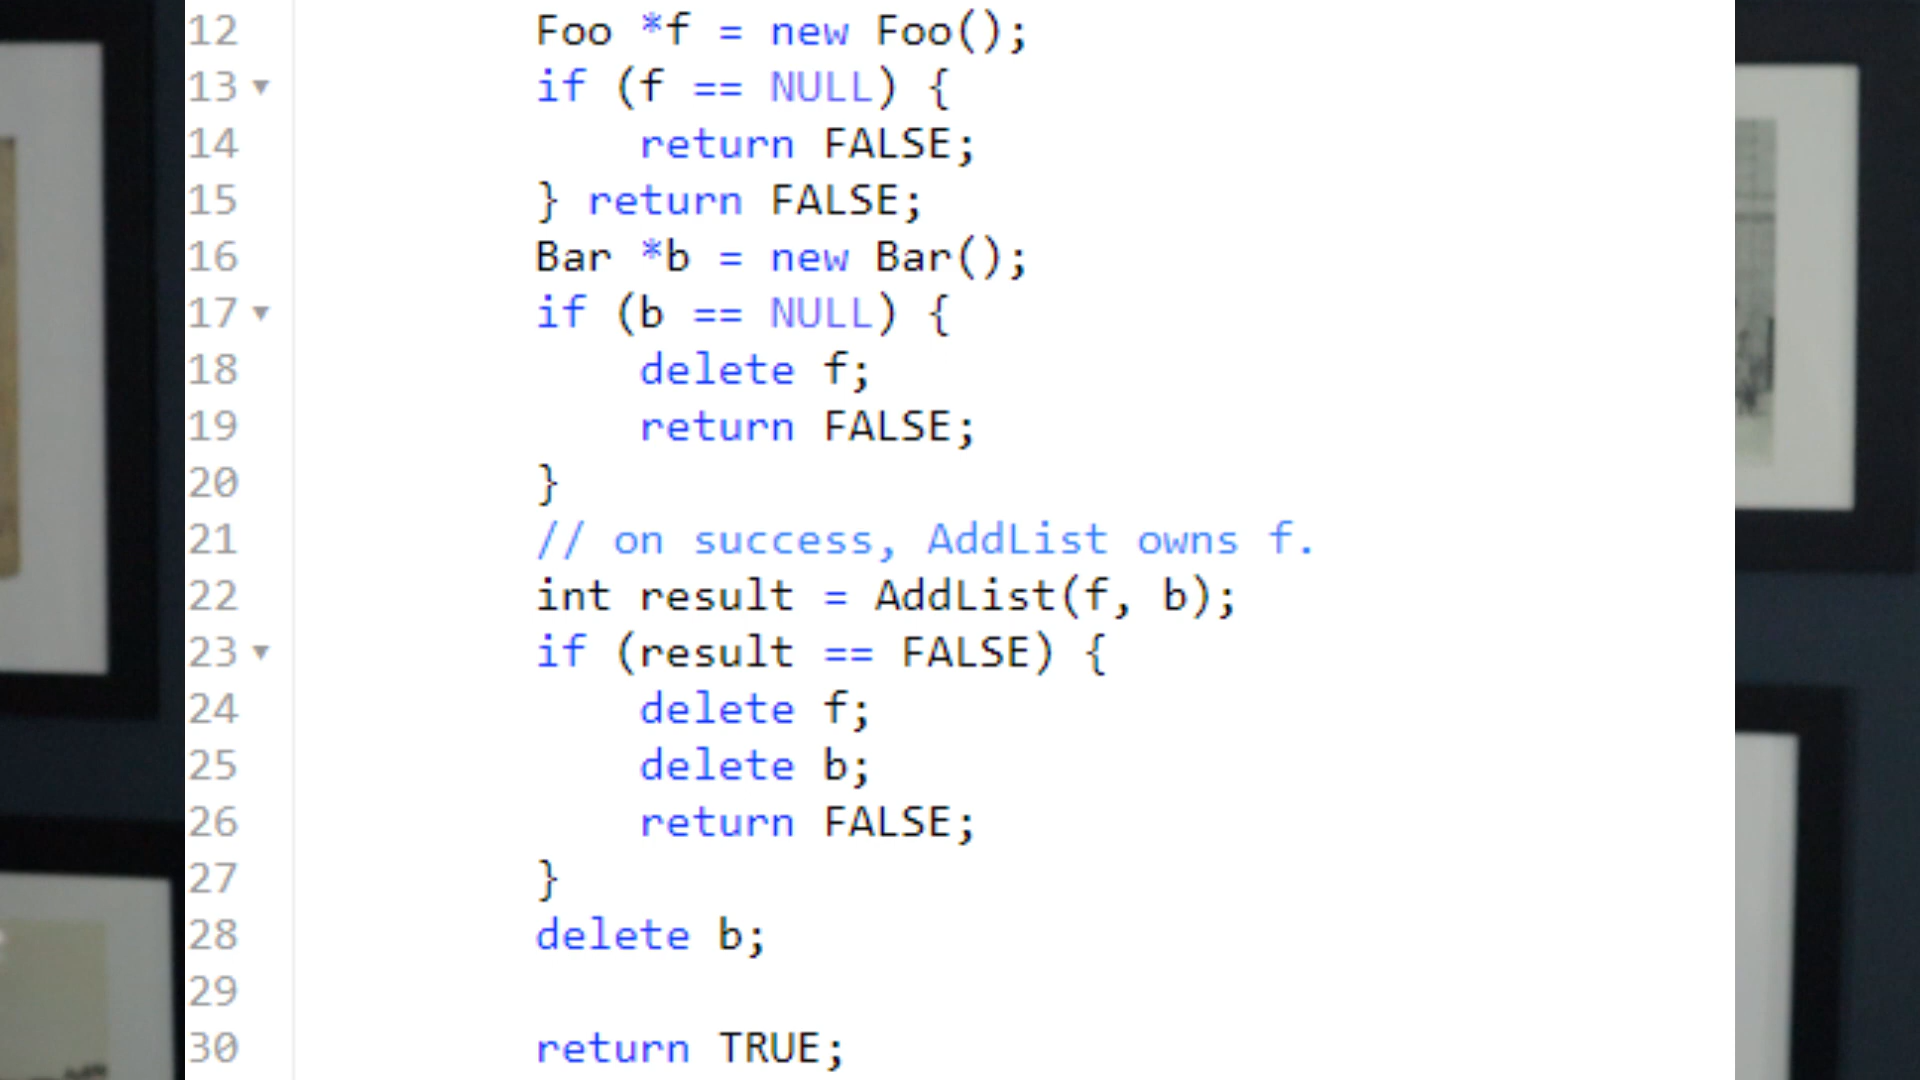 12 Foo *f = new Foo();
13 if (f == NULL) {
14 return FALSE;
15 } return FALSE;
16 Bar *b = new Bar();
17 if (b == NULL) {
18 delete f;
19 return FALSE;
20 }
21 // on success, AddList owns f.
22 int result = AddList(f, b);
23 if (result == FALSE) {
24 delete f;
25 delete b;
26 return FALSE;
27 }
28 delete b;
29
30 return TRUE;